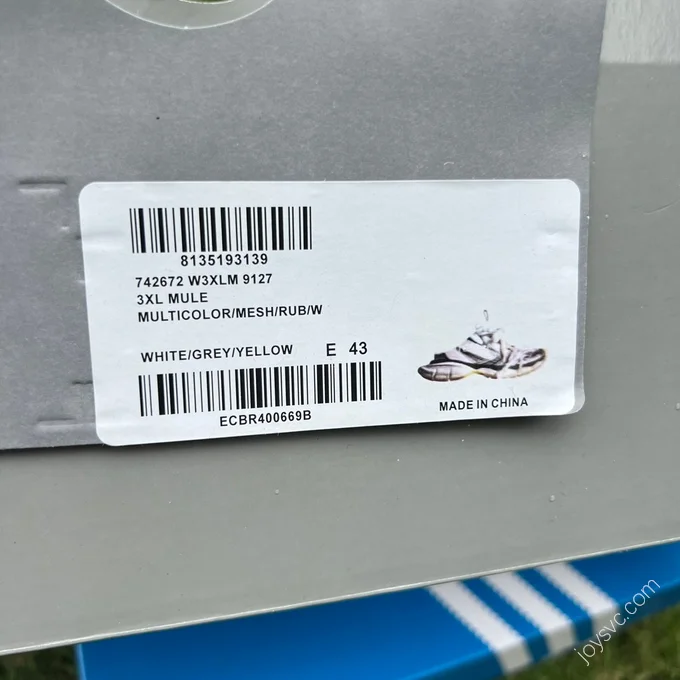 8135193139
742672 W3XLM 9127
3XL MULE
MULTICOLOR/MESH/RUB/W
WHITE/GREY/YELLOW E 43
ECBR400669B
MADE IN CHINA
joysvc.com